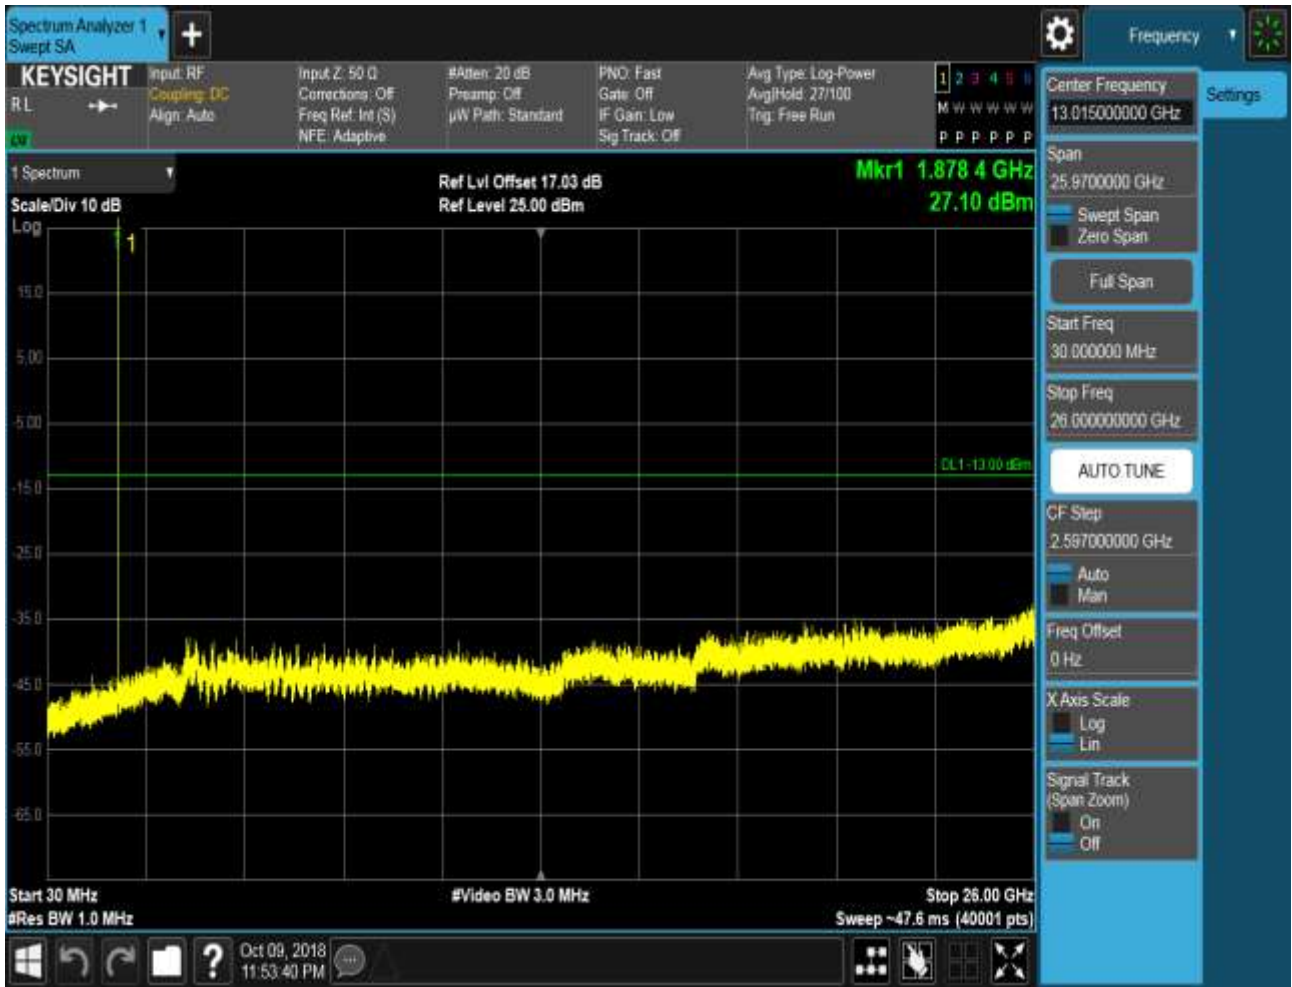 Spectrum Analyzer 1
Swept SA
Frequency
KEYSIGHT
RL
Input: RF
Coupling: DC
Align: Auto
Input Z: 50 Ω
Corrections: Off
Freq Ref: Int (S)
NFE: Adaptive
#Atten: 20 dB
Preamp: Off
µW Path: Standard
PNO: Fast
Gate: Off
IF Gain: Low
Sig Track: Off
Avg Type: Log-Power
Avg|Hold: 27/100
Trig: Free Run
1 2 3 4 5 6
M W W W W W
P P P P P P
1 Spectrum
Scale/Div 10 dB
Log
Ref Lvl Offset 17.03 dB
Ref Level 25.00 dBm
Mkr1 1.878 4 GHz
27.10 dBm
1
15.0
5.00
-5.00
DL1 -13.00 dBm
-15.0
-25.0
-35.0
-45.0
-55.0
-65.0
Start 30 MHz
#Video BW 3.0 MHz
Stop 26.00 GHz
#Res BW 1.0 MHz
Sweep ~47.6 ms (40001 pts)
Oct 09, 2018
11:53:40 PM
Center Frequency
13.015000000 GHz
Settings
Span
25.9700000 GHz
Swept Span
Zero Span
Full Span
Start Freq
30.000000 MHz
Stop Freq
26.000000000 GHz
AUTO TUNE
CF Step
2.597000000 GHz
Auto
Man
Freq Offset
0 Hz
X Axis Scale
Log
Lin
Signal Track
(Span Zoom)
On
Off